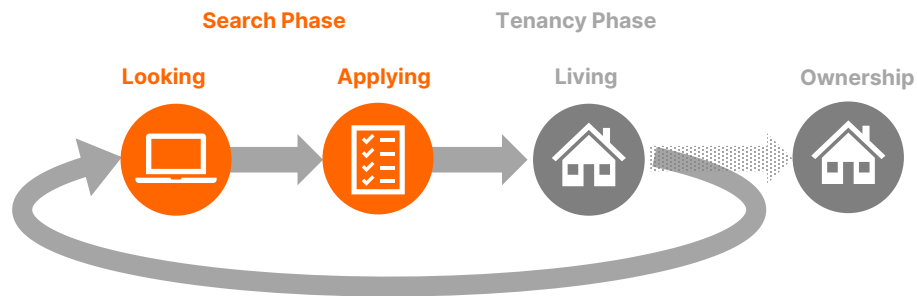 Search Phase
Tenancy Phase
Looking
Applying
Living
Ownership